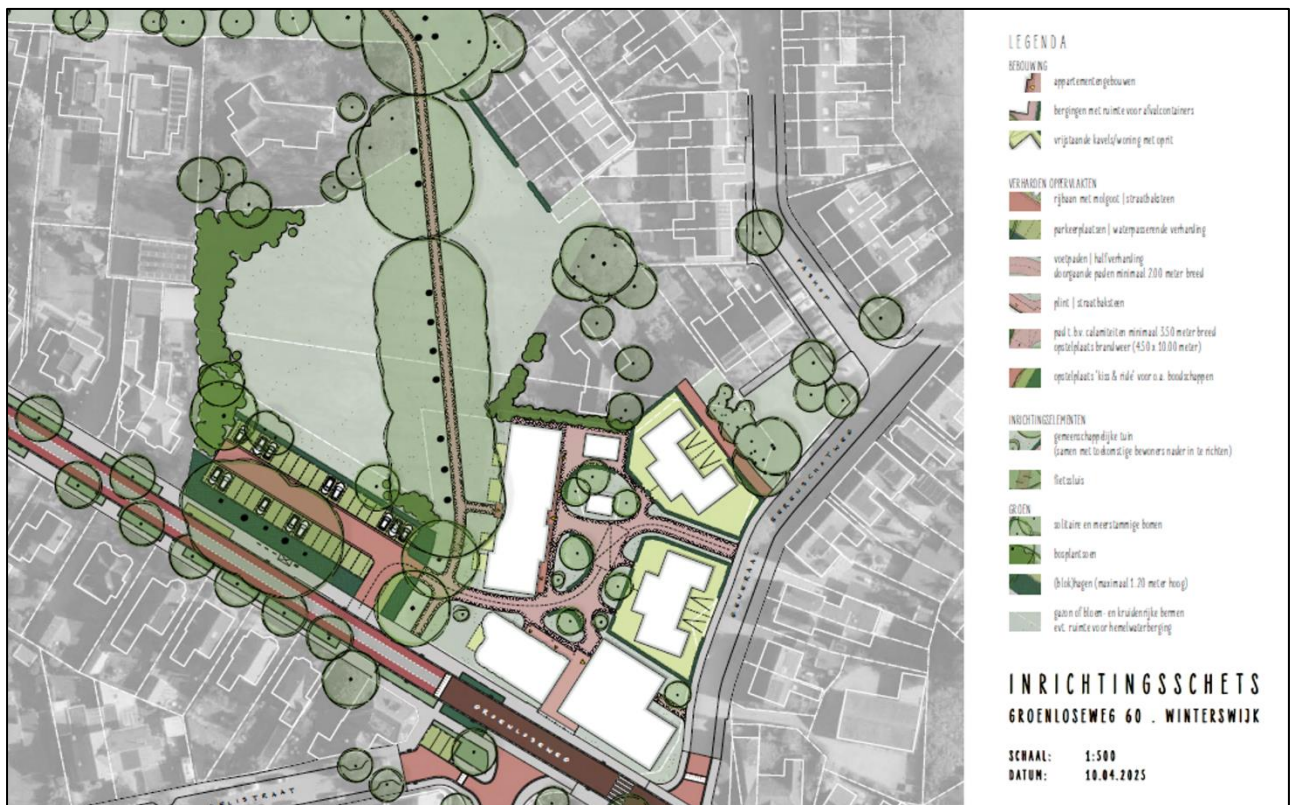 LEGENDA
BEBOUWING
appartementengebouwen
bergingen met ruimte voor afvalcontainers
vrijstaande kavels/woning met oprit
VERHARDEN OPPERVLAKTEN
rijbaan met molgoot | straatbaksteen
parkeerplaatsen | waterpasserende verharding
voetpaden | halfverharding
doorgaande paden minimaal 2.00 meter breed
plint | straatbaksteen
pad t.b.v. calamiteiten minimaal 3.50 meter breed
opstelplaats brandweer (4.50 x 10.00 meter)
opstelplaats 'kiss & ride' voor o.a. boodschappen
INRICHTINGSELEMENTEN
gemeenschappelijke tuin
(samen met toekomstige bewoners nader in te richten)
fietssluis
GROEN
solitaire en meerstammige bomen
bosplantsoen
(blok)hagen (maximaal 1.20 meter hoog)
gazon of bloem- en kruidenrijke bermen
evt. ruimte voor hemelwaterberging
INRICHTINGSSCHETS
GROENLOSEWEG 60 . WINTERSWIJK
SCHAAL: 1:500
DATUM: 10.04.2025
GROENLOSEWEG